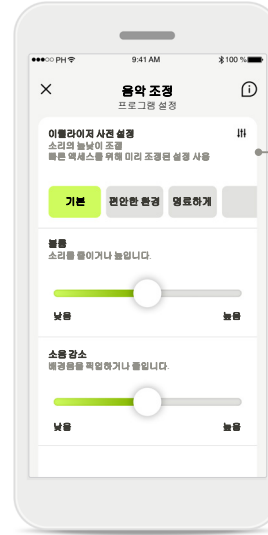 PH 9:41 AM 100 %
음악 조정
프로그램 설정
이퀄라이저 사전 설정
소리의 높낮이 조절
빠른 액세스를 위해 미리 조정된 설정 사용
기본 편안한 환경 명료하게
볼륨
소리를 줄이거나 높입니다.
낮음 높음
소음 감소
배경음을 픽업하거나 줄입니다.
낮음 높음